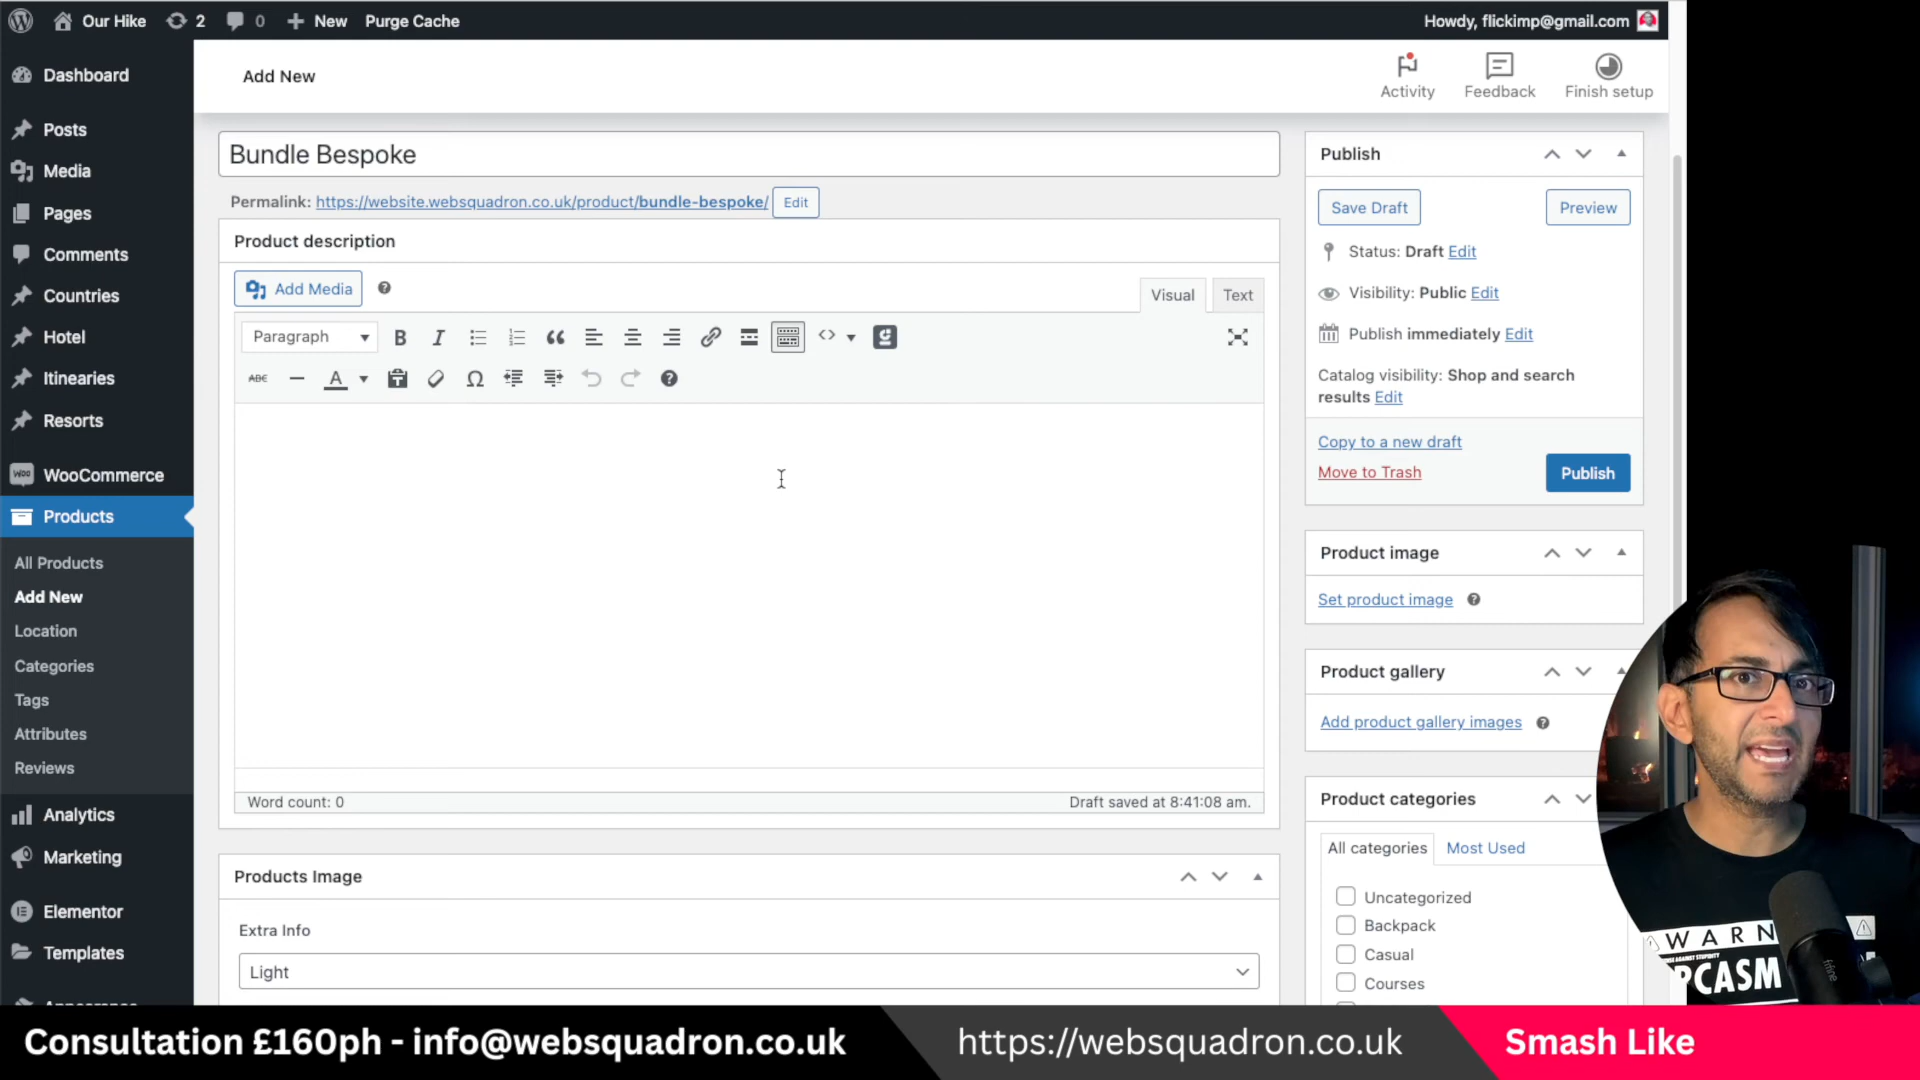 Our Hike 2 0 New Purge Cache Howdy, flickimp@gmail.com
Dashboard
Posts
Media
Pages
Comments
Countries
Hotel
Itinearies
Resorts
WooCommerce
Products
All Products
Add New
Location
Categories
Tags
Attributes
Reviews
Analytics
Marketing
Elementor
Templates
Add New
Activity
Feedback
Finish setup
Bundle Bespoke
Permalink: https://website.websquadron.co.uk/product/bundle-bespoke/ Edit
Product description
Add Media
Visual Text
Paragraph
Word count: 0
Draft saved at 8:41:08 am.
Products Image
Extra Info
Light
Publish
Save Draft
Preview
Status: Draft Edit
Visibility: Public Edit
Publish immediately Edit
Catalog visibility: Shop and search
results Edit
Copy to a new draft
Move to Trash
Publish
Product image
Set product image
Product gallery
Add product gallery images
Product categories
All categories Most Used
Uncategorized
Backpack
Casual
Courses
WARN
RCASM
Consultation £160ph - info@websquadron.co.uk
https://websquadron.co.uk
Smash Like